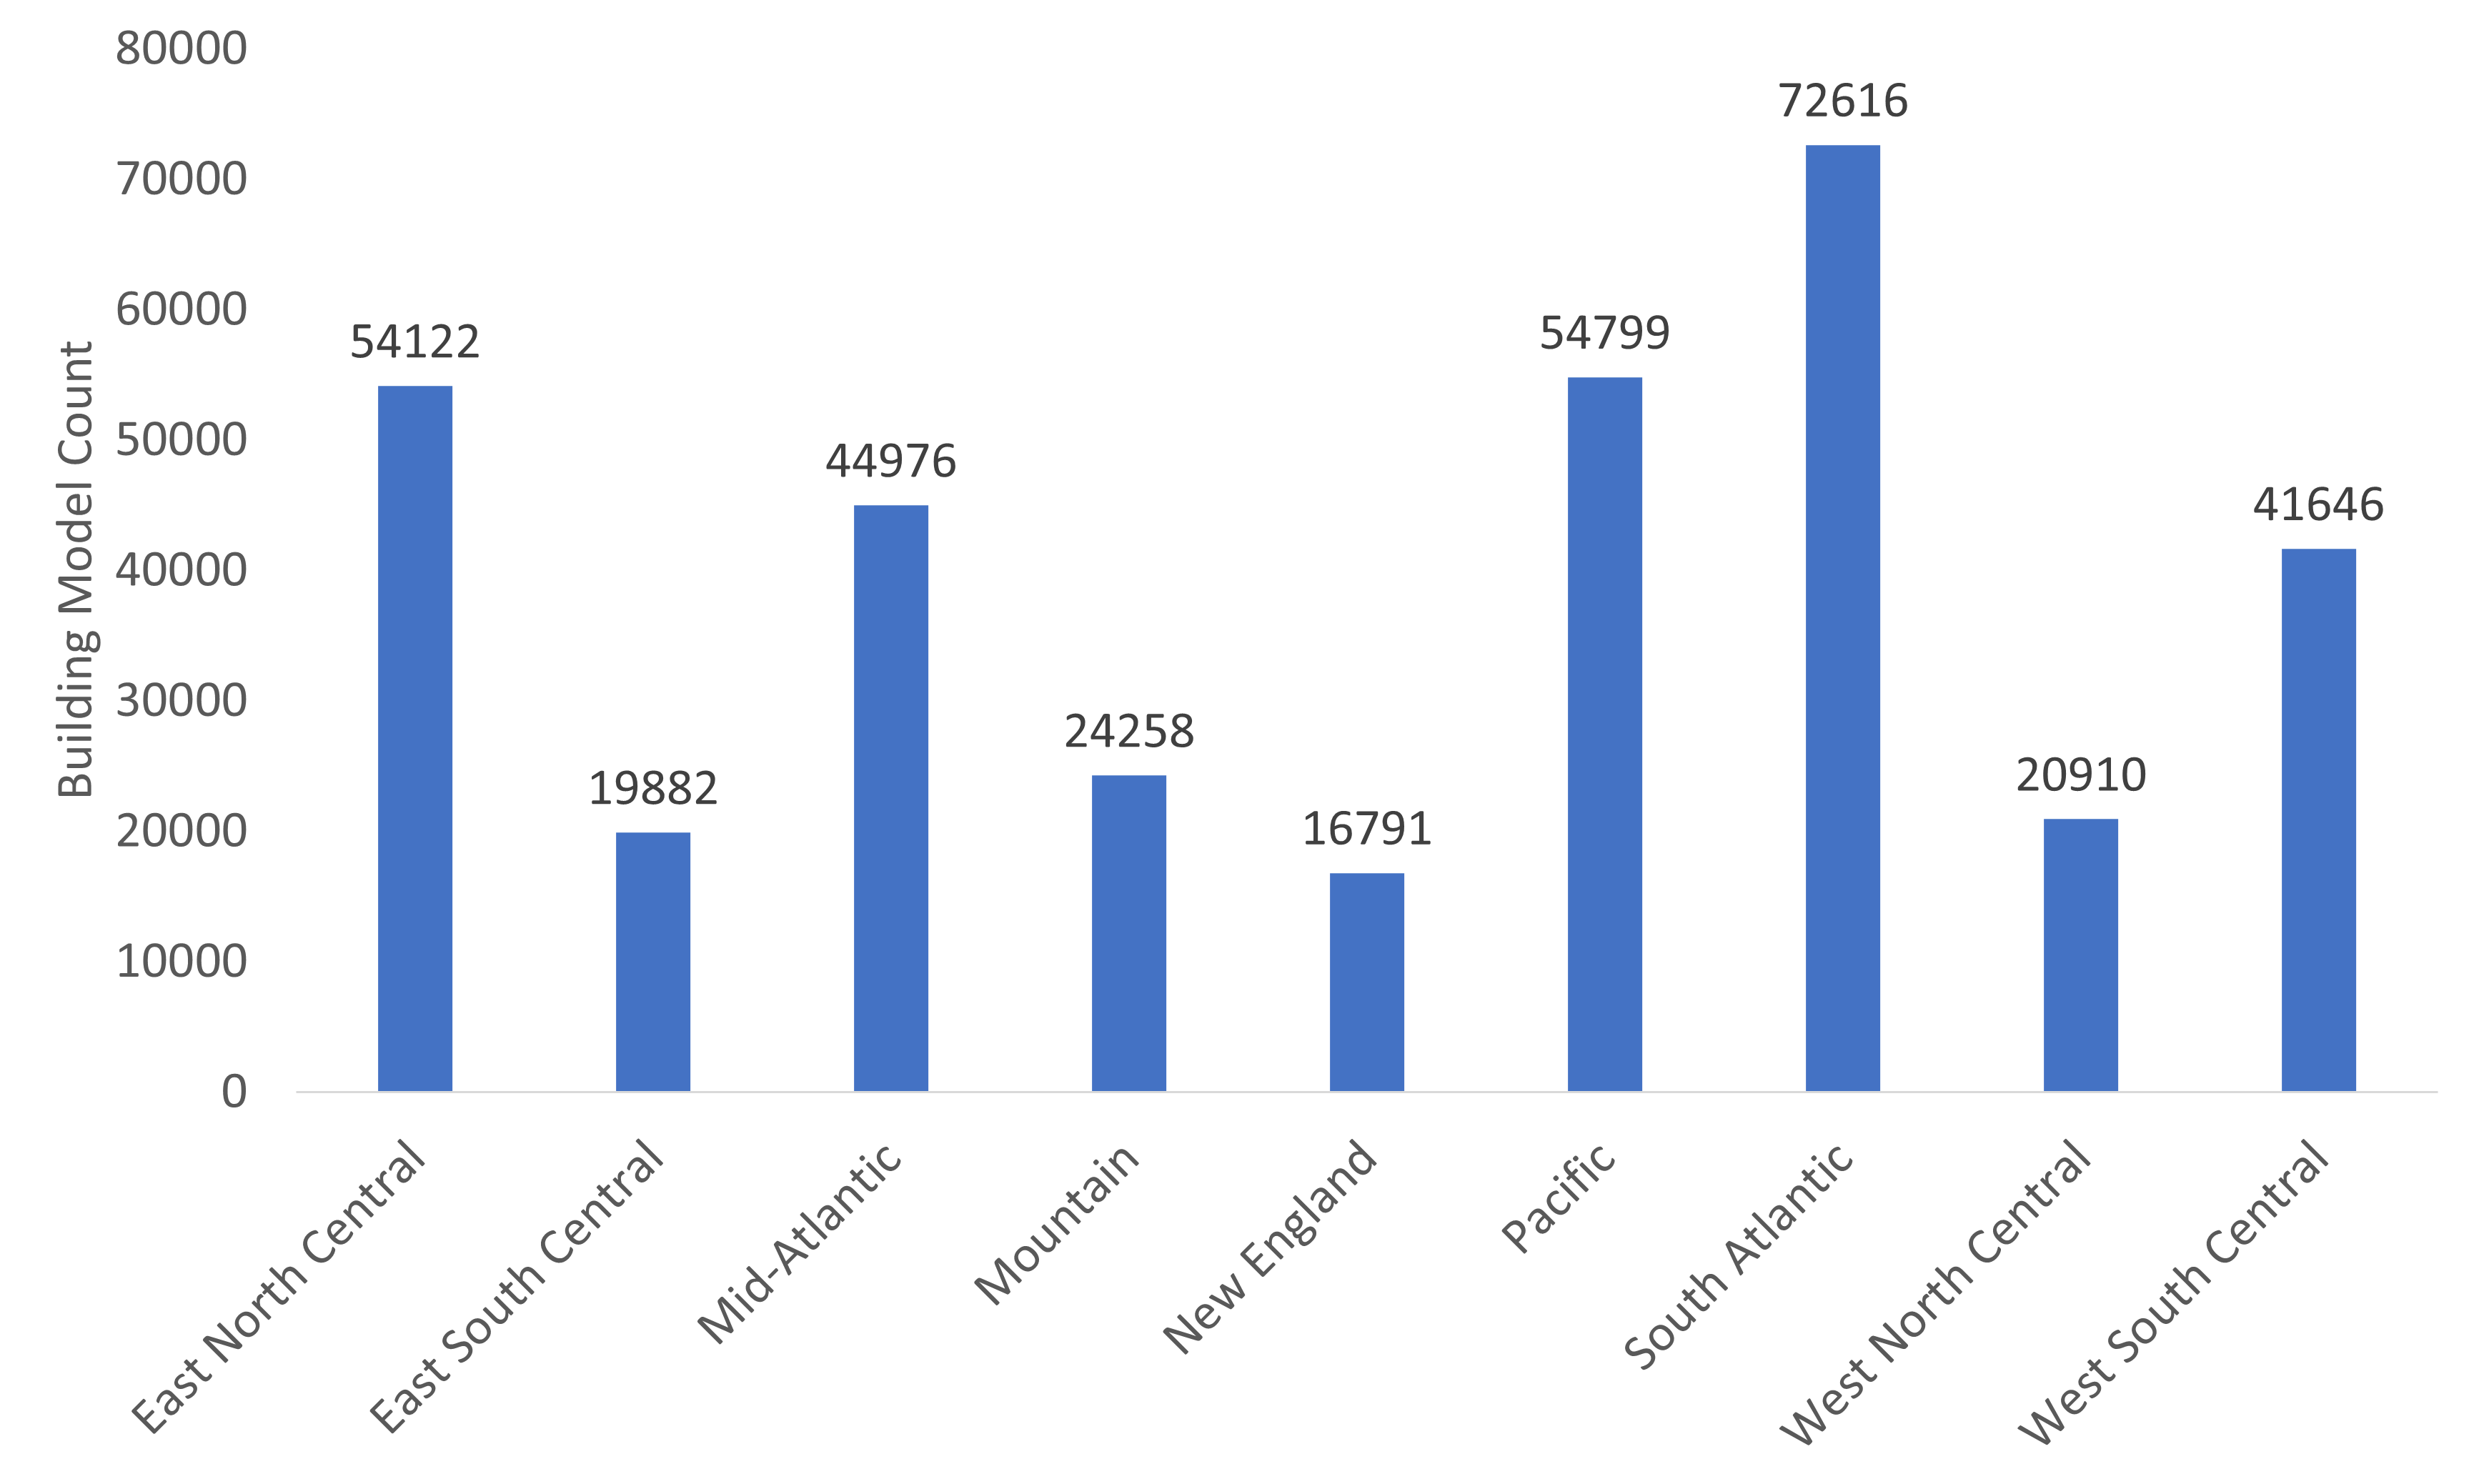 80000
70000
60000
50000
40000
30000
20000
10000
0
Building Model Count
54122
19882
44976
24258
16791
54799
72616
20910
41646
East North Central
East South Central
Mid-Atlantic
Mountain
New England
Pacific
South Atlantic
West North Central
West South Central